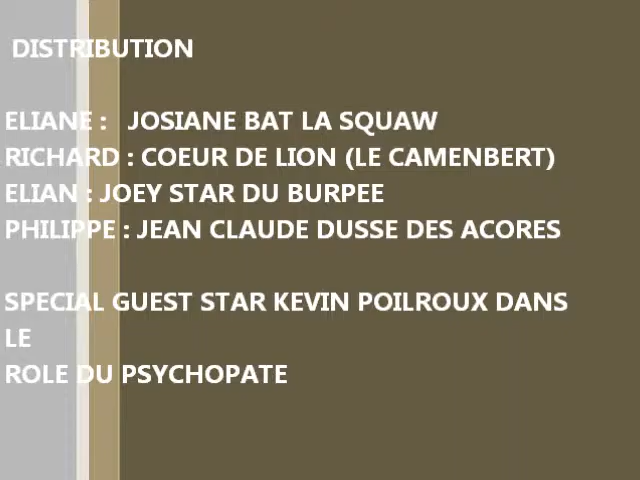 DISTRIBUTION
ELIANE : JOSIANE BAT LA SQUAW
RICHARD : COEUR DE LION (LE CAMENBERT)
ELIAN : JOEY STAR DU BURPEE
PHILIPPE : JEAN CLAUDE DUSSE DES ACORES
SPECIAL GUEST STAR KEVIN POILROUX DANS
LE
ROLE DU PSYCHOPATE